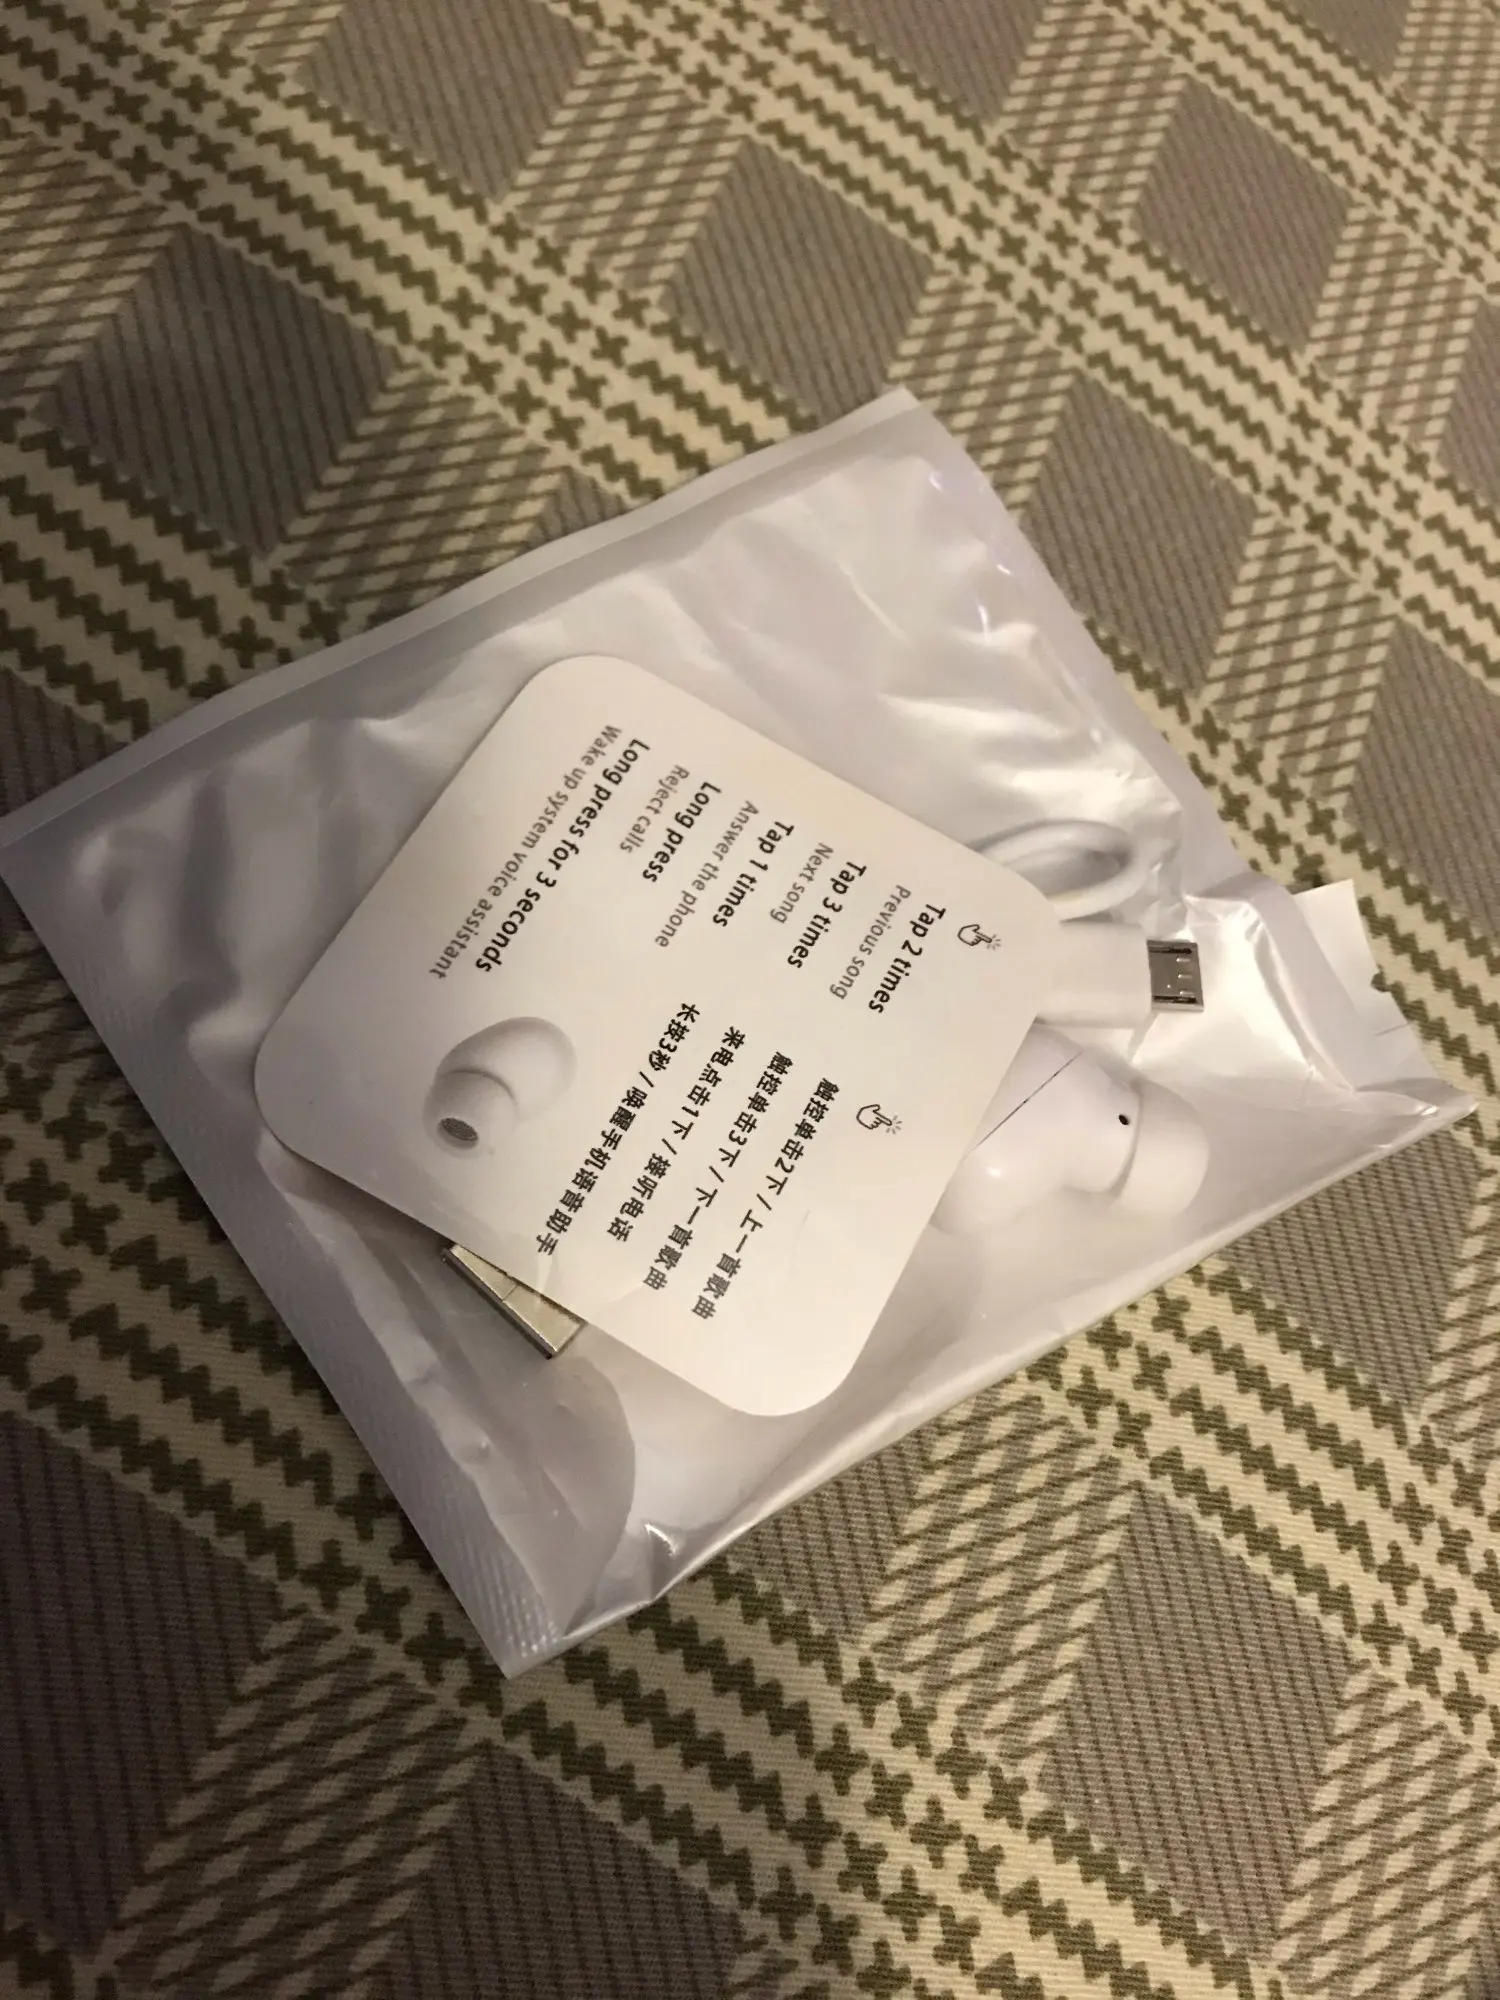 Tap 2 times
Previous song
Tap 3 times
Next song
Tap 1 times
Answer the phone
Long press
Reject calls
Long press for 3 seconds
Wake up system voice assistant
触控单击2下 / 上一首歌曲
触控单击3下 / 下一首歌曲
来电点击1下 / 接听电话
长按3秒 / 唤醒手机语音助手